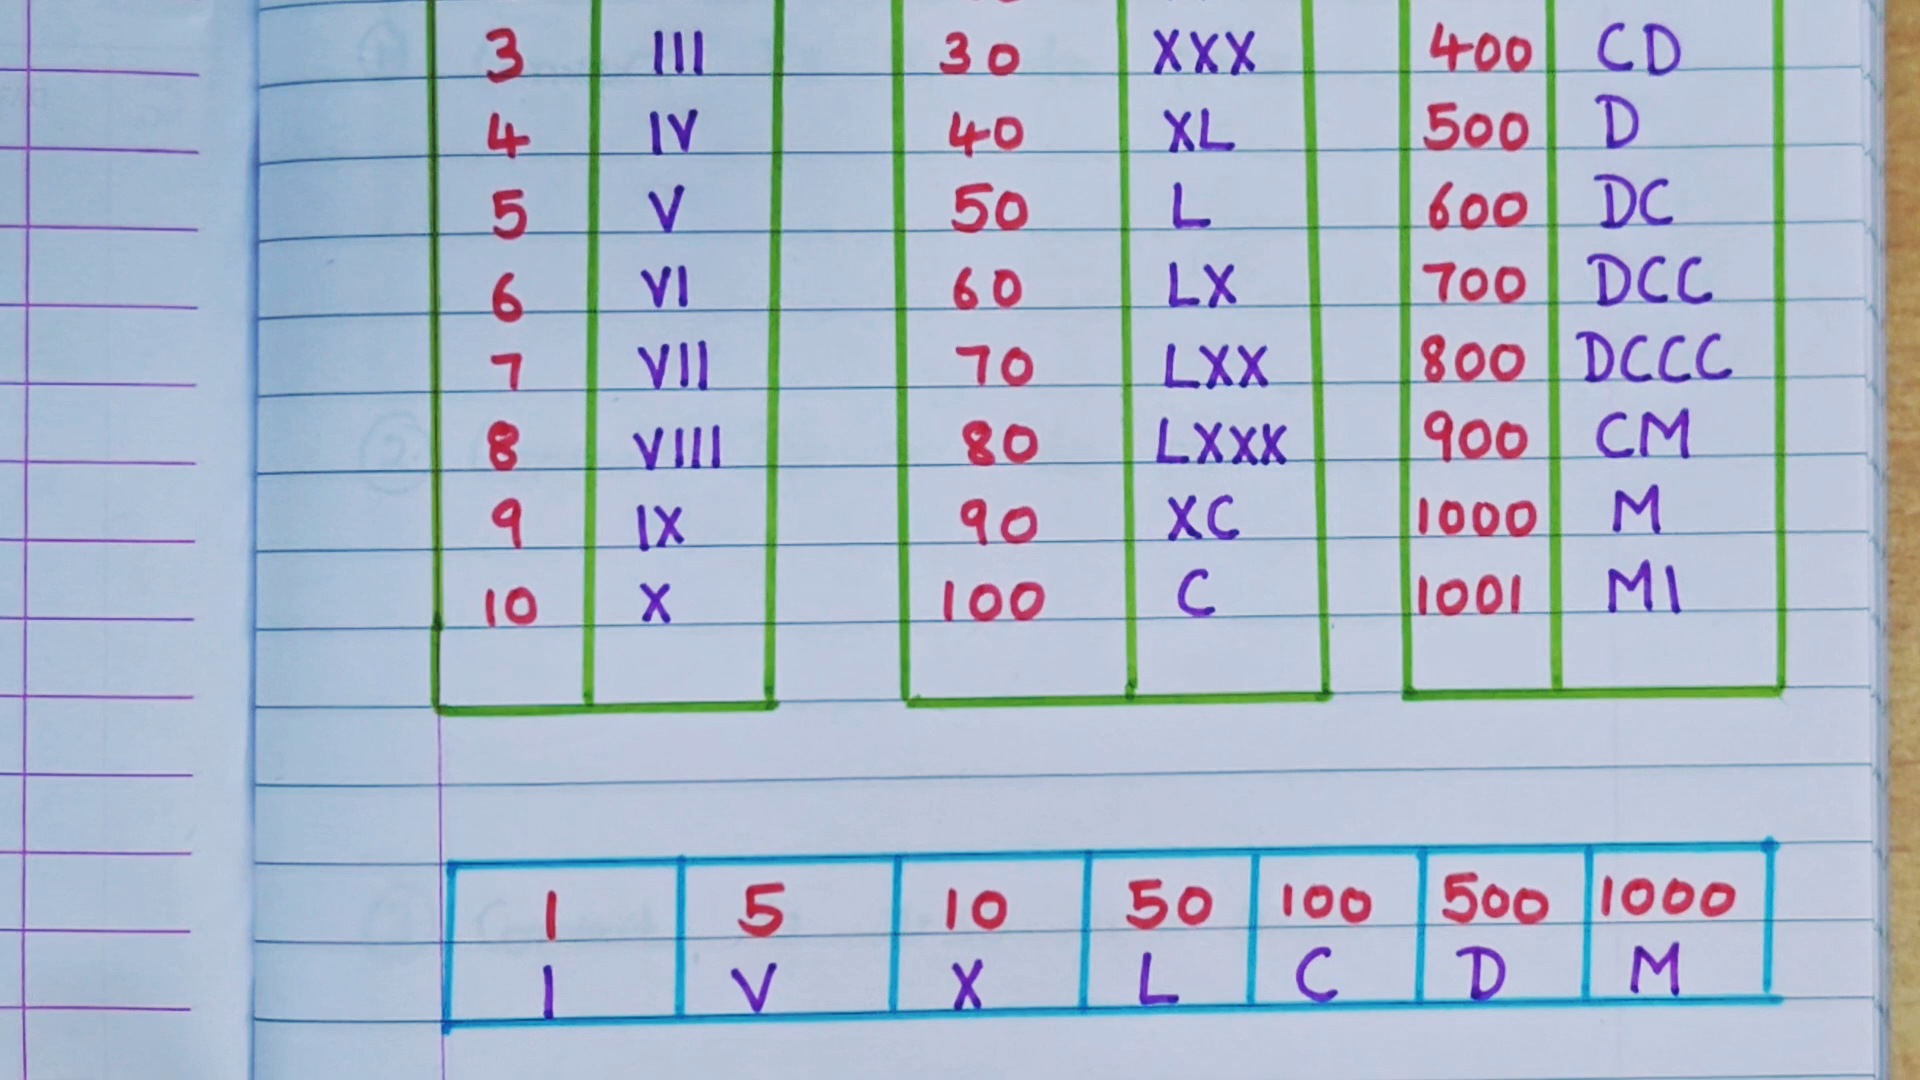 3 III 30 XXX 400 CD
4 IV 40 XL 500 D
5 V 50 L 600 DC
6 VI 60 LX 700 DCC
7 VII 70 LXX 800 DCCC
8 VIII 80 LXXX 900 CM
9 IX 90 XC 1000 M
10 X 100 C 1001 MI
1 5 10 50 100 500 1000
I V X L C D M